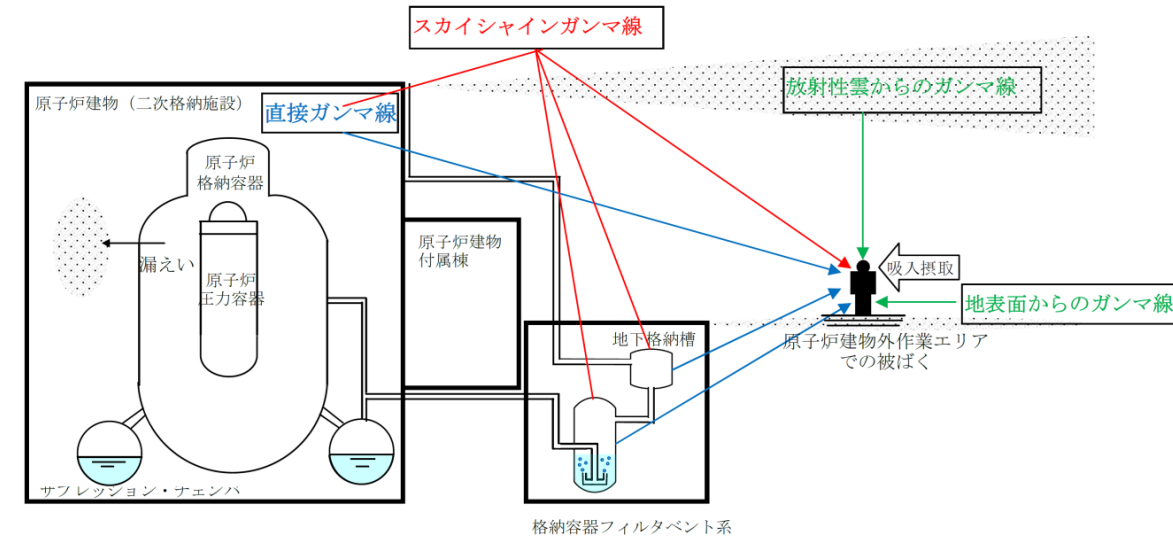 スカイシャインガンマ線
原子炉建物（二次格納施設）
直接ガンマ線
放射性雲からのガンマ線
原子炉
格納容器
原子炉建物
付属棟
漏えい
原子炉
圧力容器
吸入摂取
地表面からのガンマ線
地下格納槽
原子炉建物外作業エリア
での被ばく
サプレッション・チェンバ
格納容器フィルタベント系